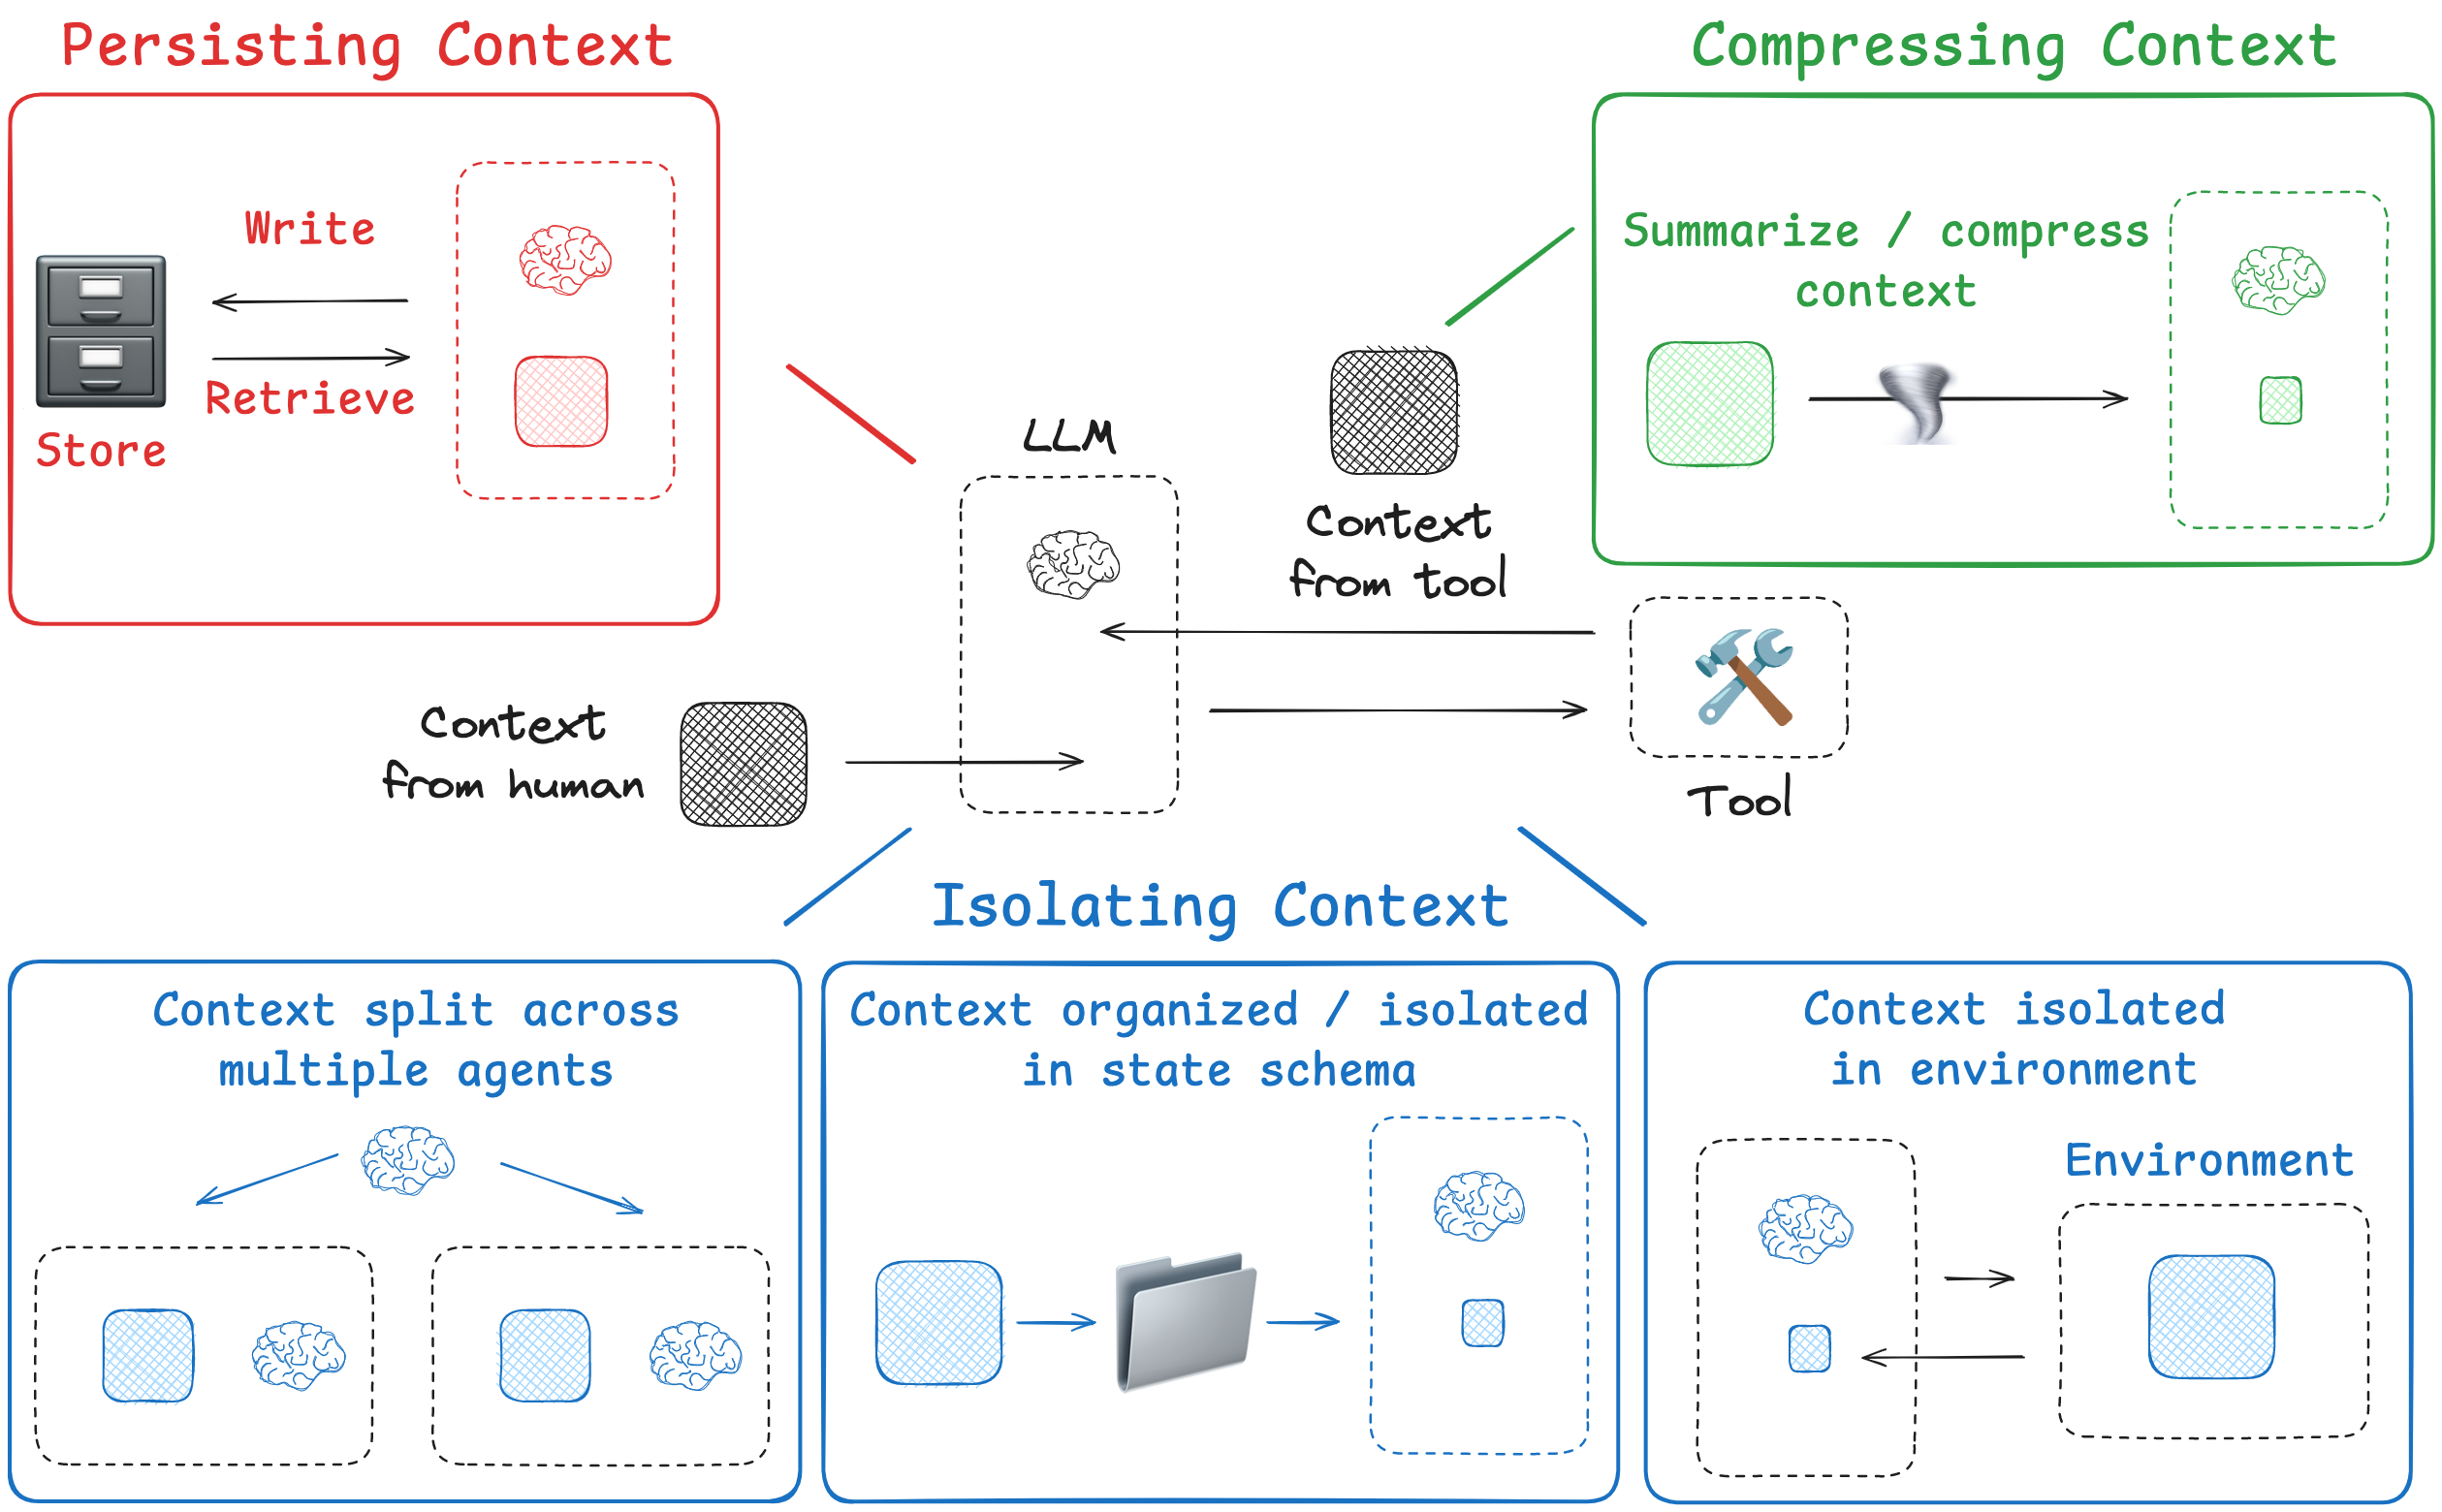 Persisting Context
Compressing Context
Write
Retrieve
Store
Summarize / compress
context
LLM
Context
from tool
Context
from human
Tool
Isolating Context
Context split across
multiple agents
Context organized / isolated
in state schema
Context isolated
in environment
Environment